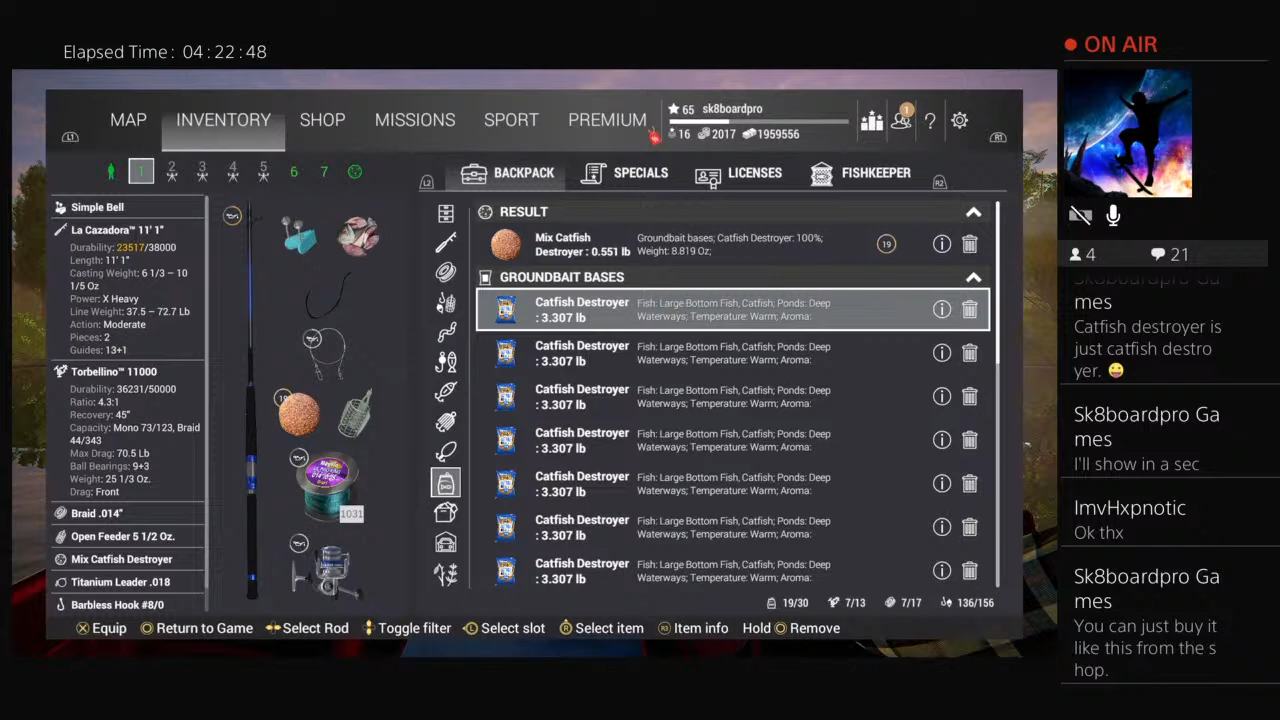 Elapsed Time: 04:22:48
ON AIR
MAP
INVENTORY
SHOP
MISSIONS
SPORT
PREMIUM
65 sk8boardpro
16 2017 1959556
1
?
L1
R1
1 2 3 4 5 6 7
L2
BACKPACK
SPECIALS
LICENSES
FISHKEEPER
R2
Simple Bell
La Cazadora™ 11' 1"
Durability: 23517/38000
Length: 11' 1"
Casting Weight: 6 1/3 – 10
1/5 Oz
Power: X Heavy
Line Weight: 37.5 – 72.7 Lb
Action: Moderate
Pieces: 2
Guides: 13+1
Torbellino™ 11000
Durability: 36231/50000
Ratio: 4.3:1
Recovery: 45"
Capacity: Mono 73/123, Braid
44/343
Max Drag: 70.5 Lb
Ball Bearings: 9+3
Weight: 25 1/3 Oz.
Drag: Front
Braid .014"
Open Feeder 5 1/2 Oz.
Mix Catfish Destroyer
Titanium Leader .018
Barbless Hook #8/0
19
1031
RESULT
Mix Catfish
Destroyer : 0.551 lb
Groundbait bases; Catfish Destroyer: 100%;
Weight: 8.819 Oz;
19
GROUNDBAIT BASES
Catfish Destroyer
: 3.307 lb
Fish: Large Bottom Fish, Catfish; Ponds: Deep
Waterways; Temperature: Warm; Aroma:
Catfish Destroyer
: 3.307 lb
Fish: Large Bottom Fish, Catfish; Ponds: Deep
Waterways; Temperature: Warm; Aroma:
Catfish Destroyer
: 3.307 lb
Fish: Large Bottom Fish, Catfish; Ponds: Deep
Waterways; Temperature: Warm; Aroma:
Catfish Destroyer
: 3.307 lb
Fish: Large Bottom Fish, Catfish; Ponds: Deep
Waterways; Temperature: Warm; Aroma:
Catfish Destroyer
: 3.307 lb
Fish: Large Bottom Fish, Catfish; Ponds: Deep
Waterways; Temperature: Warm; Aroma:
Catfish Destroyer
: 3.307 lb
Fish: Large Bottom Fish, Catfish; Ponds: Deep
Waterways; Temperature: Warm; Aroma:
Catfish Destroyer
: 3.307 lb
Fish: Large Bottom Fish, Catfish; Ponds: Deep
Waterways; Temperature: Warm; Aroma:
19/30 7/13 7/17 136/156
Equip Return to Game Select Rod Toggle filter L Select slot R Select item R3 Item info Hold Remove
4 21
Sk8boardpro Ga
mes
Catfish destroyer is
just catfish destro
yer. 😜
Sk8boardpro Ga
mes
I'll show in a sec
ImvHxpnotic
Ok thx
Sk8boardpro Ga
mes
You can just buy it
like this from the s
hop.